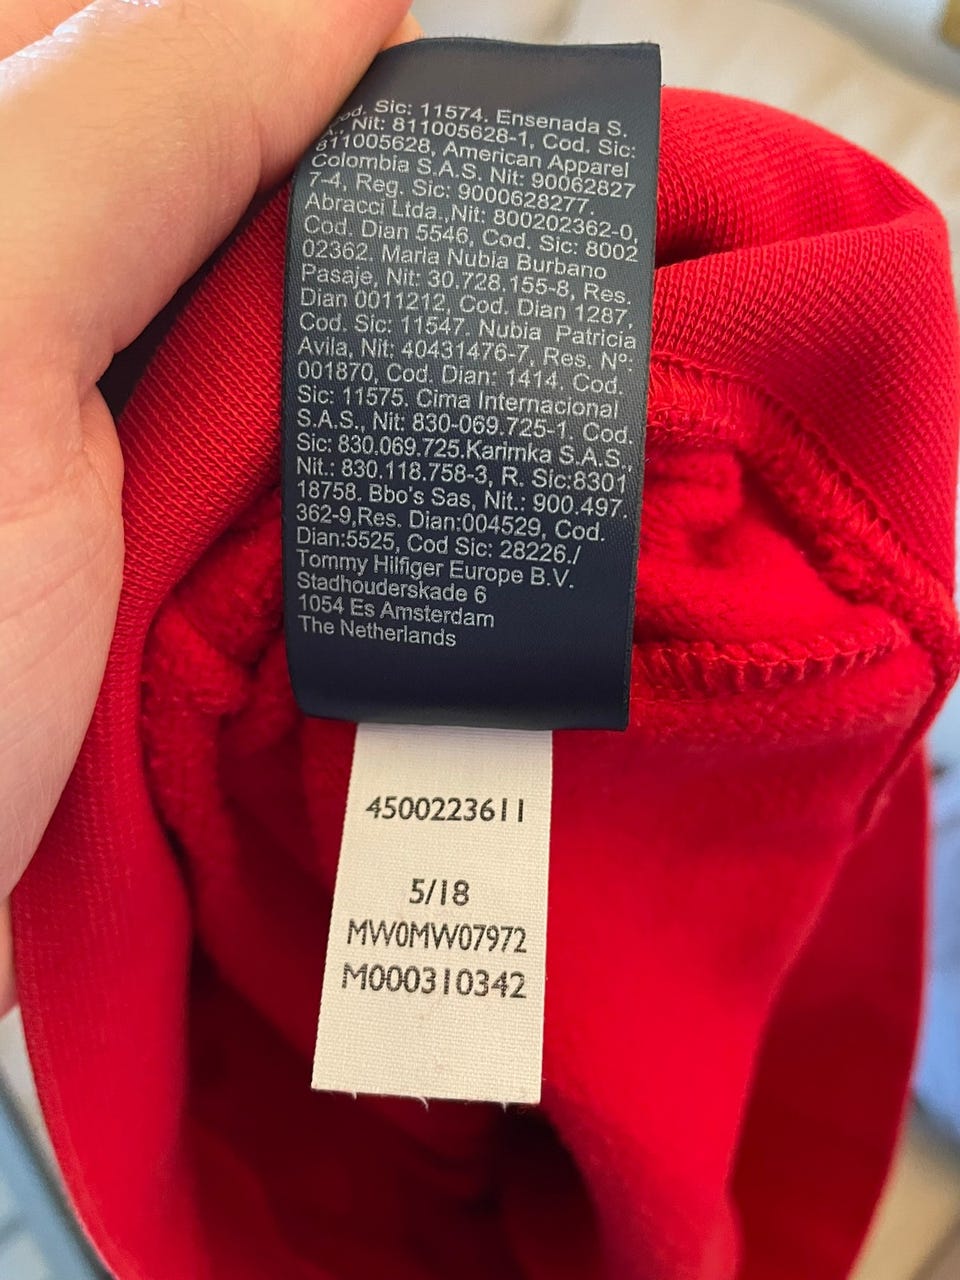 Cod. Sic: 11574. Ensenada S.
A., Nit: 811005628-1, Cod. Sic:
811005628, American Apparel
Colombia S.A.S. Nit: 90062827
7-4, Reg. Sic: 9000628277.
Abracci Ltda., Nit: 800202362-0,
Cod. Dian 5546, Cod. Sic: 8002
02362. Maria Nubia Burbano
Pasaje, Nit: 30.728.155-8, Res.
Dian 0011212, Cod. Dian 1287,
Cod. Sic: 11547. Nubia Patricia
Avila, Nit: 40431476-7, Res. Nº:
001870, Cod. Dian: 1414, Cod.
Sic: 11575. Cima Internacional
S.A.S., Nit: 830-069.725-1, Cod.
Sic: 830.069.725.Karimka S.A.S.,
Nit.: 830.118.758-3, R. Sic:8301
18758. Bbo's Sas, Nit.: 900.497.
362-9,Res. Dian:004529, Cod.
Dian:5525, Cod Sic: 28226./
Tommy Hilfiger Europe B.V.
Stadhouderskade 6
1054 Es Amsterdam
The Netherlands
4500223611
5/18
MW0MW07972
M000310342